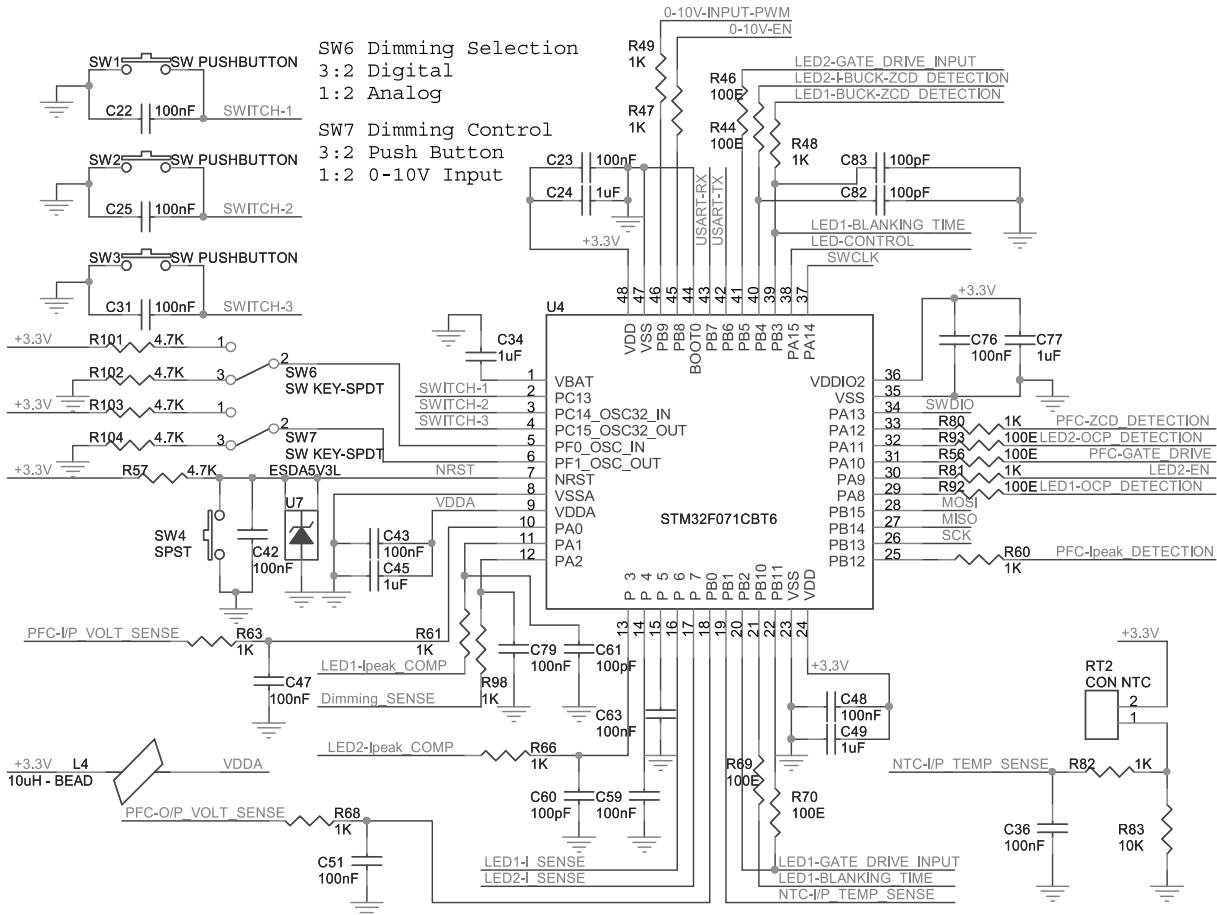 0-10V-INPUT-PWM
0-10V-EN
SW6 Dimming Selection
3:2 Digital
1:2 Analog
SW7 Dimming Control
3:2 Push Button
1:2 0-10V Input
SW1 SW PUSHBUTTON
C22 100nF SWITCH-1
SW2 SW PUSHBUTTON
C25 100nF SWITCH-2
SW3 SW PUSHBUTTON
C31 100nF SWITCH-3
R49
1K
R47
1K
R46
100E
R44
100E
R48
1K
LED2-GATE_DRIVE_INPUT
LED2-I-BUCK-ZCD_DETECTION
LED1-BUCK-ZCD_DETECTION
C23 100nF
C24 1uF
+3.3V
USART-RX
USART-TX
C83 100pF
C82 100pF
LED1-BLANKING_TIME
LED-CONTROL
SWCLK
48 47 46 45 44 43 42 41 40 39 38 37
U4
VDD VSS PB9 PB8 BOOT0 PB7 PB6 PB5 PB4 PB3 PA15 PA14
+3.3V R101 4.7K 1
2
SW6
SW KEY-SPDT
R102 4.7K 3
+3.3V R103 4.7K 1
2
SW7
SW KEY-SPDT
R104 4.7K 3
+3.3V R57 4.7K
ESDA5V3L
U7
NRST
SW4
SPST
C42
100nF
C34
1uF
SWITCH-1
SWITCH-2
SWITCH-3
VDDA
C43
100nF
C45
1uF
1 VBAT
2 PC13
3 PC14_OSC32_IN
4 PC15_OSC32_OUT
5 PF0_OSC_IN
6 PF1_OSC_OUT
7 NRST
8 VSSA
9 VDDA
10 PA0
11 PA1
12 PA2
STM32F071CBT6
VDDIO2 36
VSS 35
PA13 34
PA12 33
PA11 32
PA10 31
PA9 30
PA8 29
PB15 28
PB14 27
PB13 26
PB12 25
+3.3V
C76
100nF
C77
1uF
SWDIO
R80 1K PFC-ZCD_DETECTION
R93 100E LED2-OCP_DETECTION
R56 100E PFC-GATE_DRIVE
R81 1K LED2-EN
R92 100E LED1-OCP_DETECTION
MOSI
MISO
SCK
R60
1K
PFC-Ipeak_DETECTION
P 3 P 4 P 5 P 6 P 7 PB0 PB1 PB2 PB10 PB11 VSS VDD
13 14 15 16 17 18 19 20 21 22 23 24
PFC-I/P_VOLT_SENSE R63
1K
C47
100nF
R61
1K
LED1-Ipeak_COMP
R98
1K
Dimming_SENSE
C79
100nF
C61
100pF
C63
100nF
LED2-Ipeak_COMP R66
1K
C60
100pF
C59
100nF
+3.3V
C48
100nF
C49
1uF
R69
100E
R70
100E
+3.3V
RT2
CON NTC
2
1
NTC-I/P_TEMP_SENSE R82 1K
C36
100nF
R83
10K
+3.3V L4 VDDA
10uH - BEAD
PFC-O/P_VOLT_SENSE R68
1K
C51
100nF
LED1-I_SENSE
LED2-I_SENSE
LED1-GATE_DRIVE_INPUT
LED1-BLANKING_TIME
NTC-I/P_TEMP_SENSE